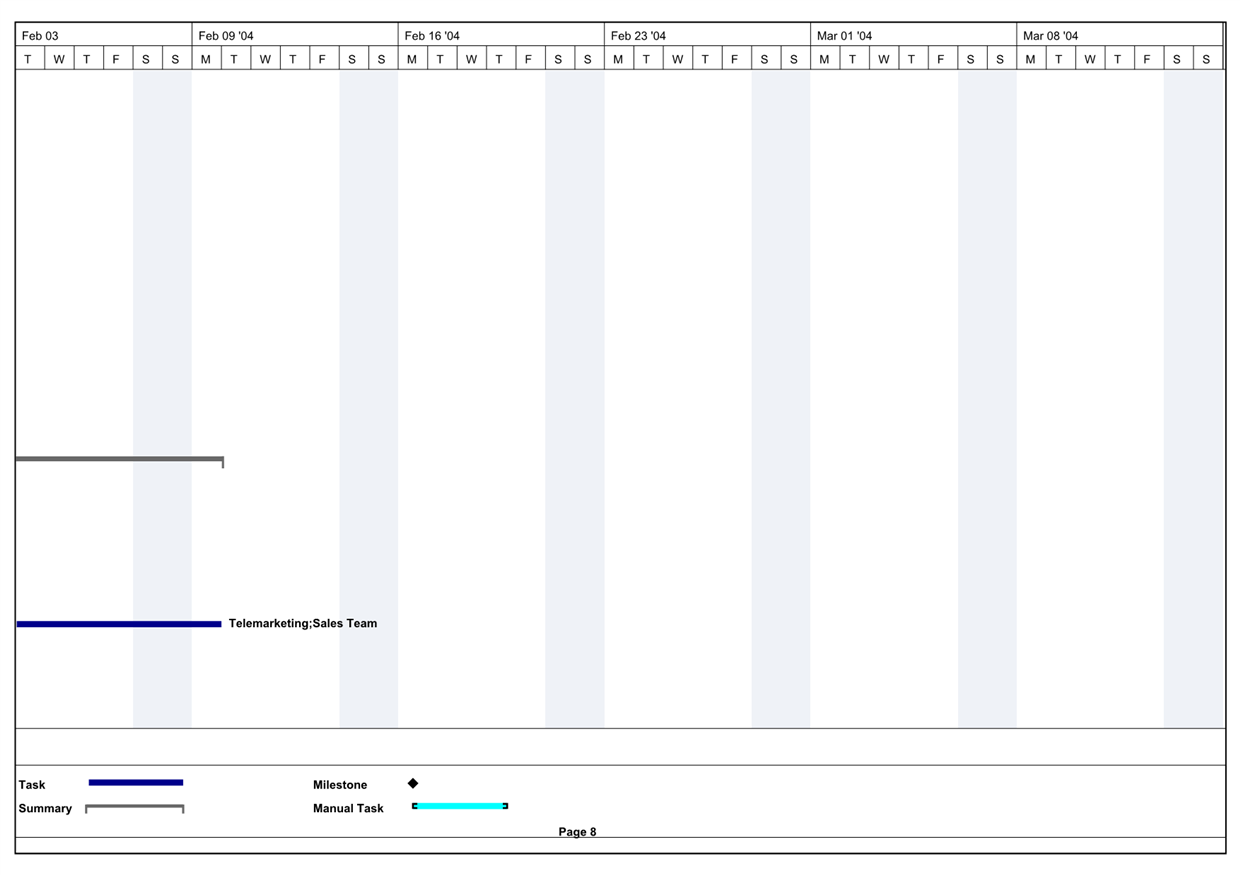 Feb 03 Feb 09 '04 Feb 16 '04 Feb 23 '04 Mar 01 '04 Mar 08 '04
T W T F S S M T W T F S S M T W T F S S M T W T F S S M T W T F S S M T W T F S S
Telemarketing;Sales Team
Task Milestone
Summary Manual Task
Page 8